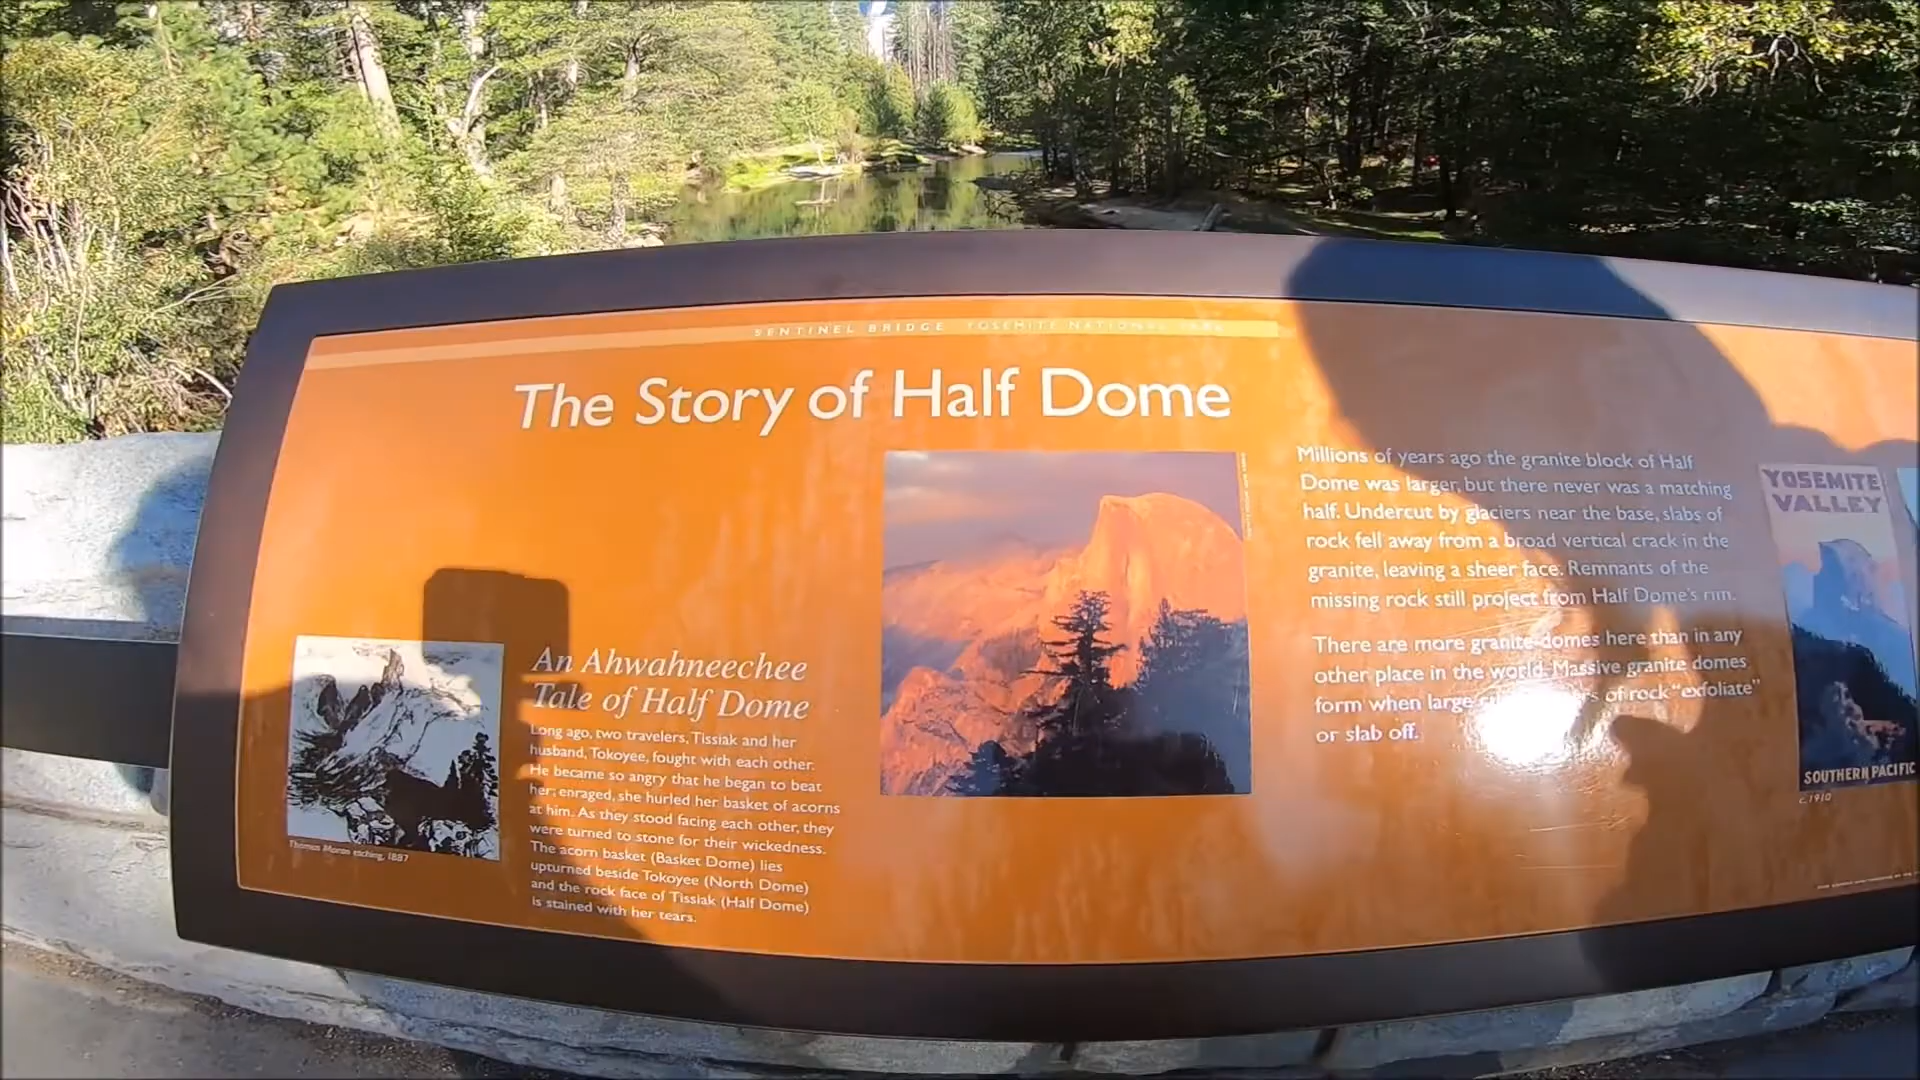 SENTINEL BRIDGE YOSEMITE NATIONAL PARK
The Story of Half Dome
An Ahwahneechee
Tale of Half Dome
Long ago, two travelers, Tissiak and her
husband, Tokoyee, fought with each other.
He became so angry that he began to beat
her; enraged, she hurled her basket of acorns
at him. As they stood facing each other, they
were turned to stone for their wickedness.
The acorn basket (Basket Dome) lies
upturned beside Tokoyee (North Dome)
and the rock face of Tissiak (Half Dome)
is stained with her tears.
Thomas Moran etching, 1887
Millions of years ago the granite block of Half
Dome was larger, but there never was a matching
half. Undercut by glaciers near the base, slabs of
rock fell away from a broad vertical crack in the
granite, leaving a sheer face. Remnants of the
missing rock still project from Half Dome's rim.
There are more granite domes here than in any
other place in the world. Massive granite domes
form when large of rock "exfoliate"
or slab off.
YOSEMITE
VALLEY
SOUTHERN PACIFIC
c.1910